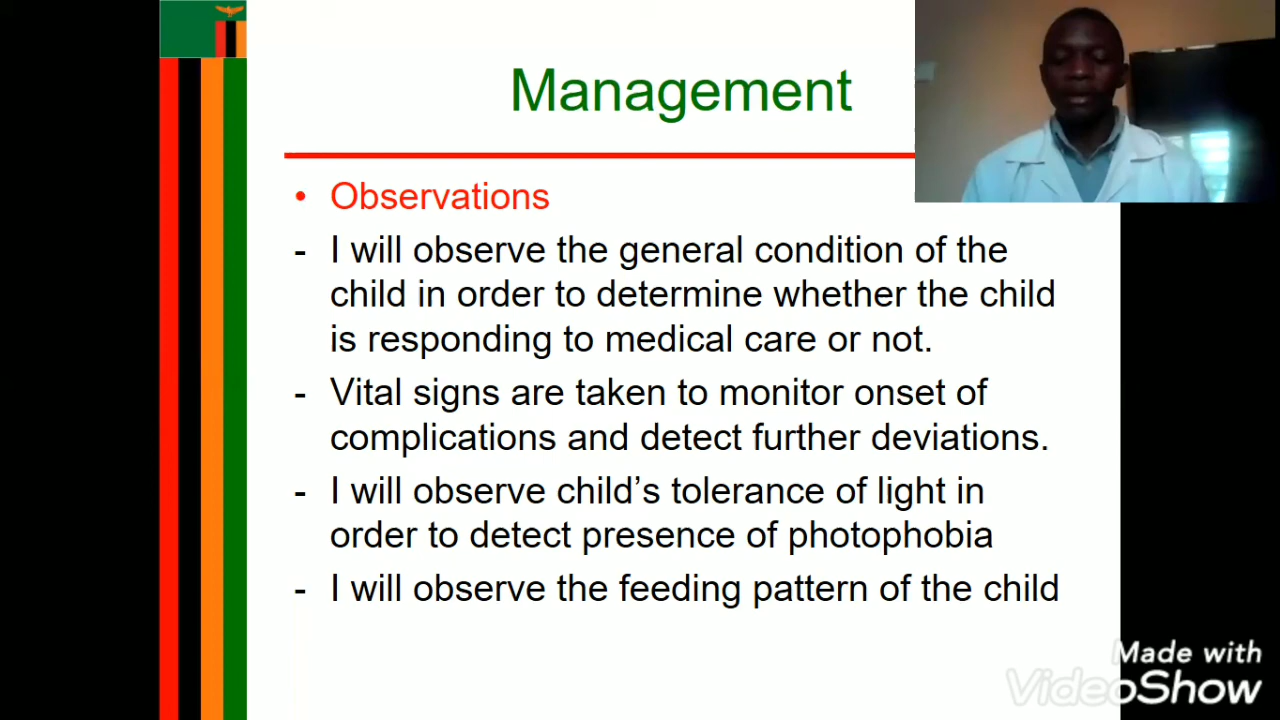 Management
• Observations
- I will observe the general condition of the
child in order to determine whether the child
is responding to medical care or not.
- Vital signs are taken to monitor onset of
complications and detect further deviations.
- I will observe child’s tolerance of light in
order to detect presence of photophobia
- I will observe the feeding pattern of the child
Made with
VideoShow